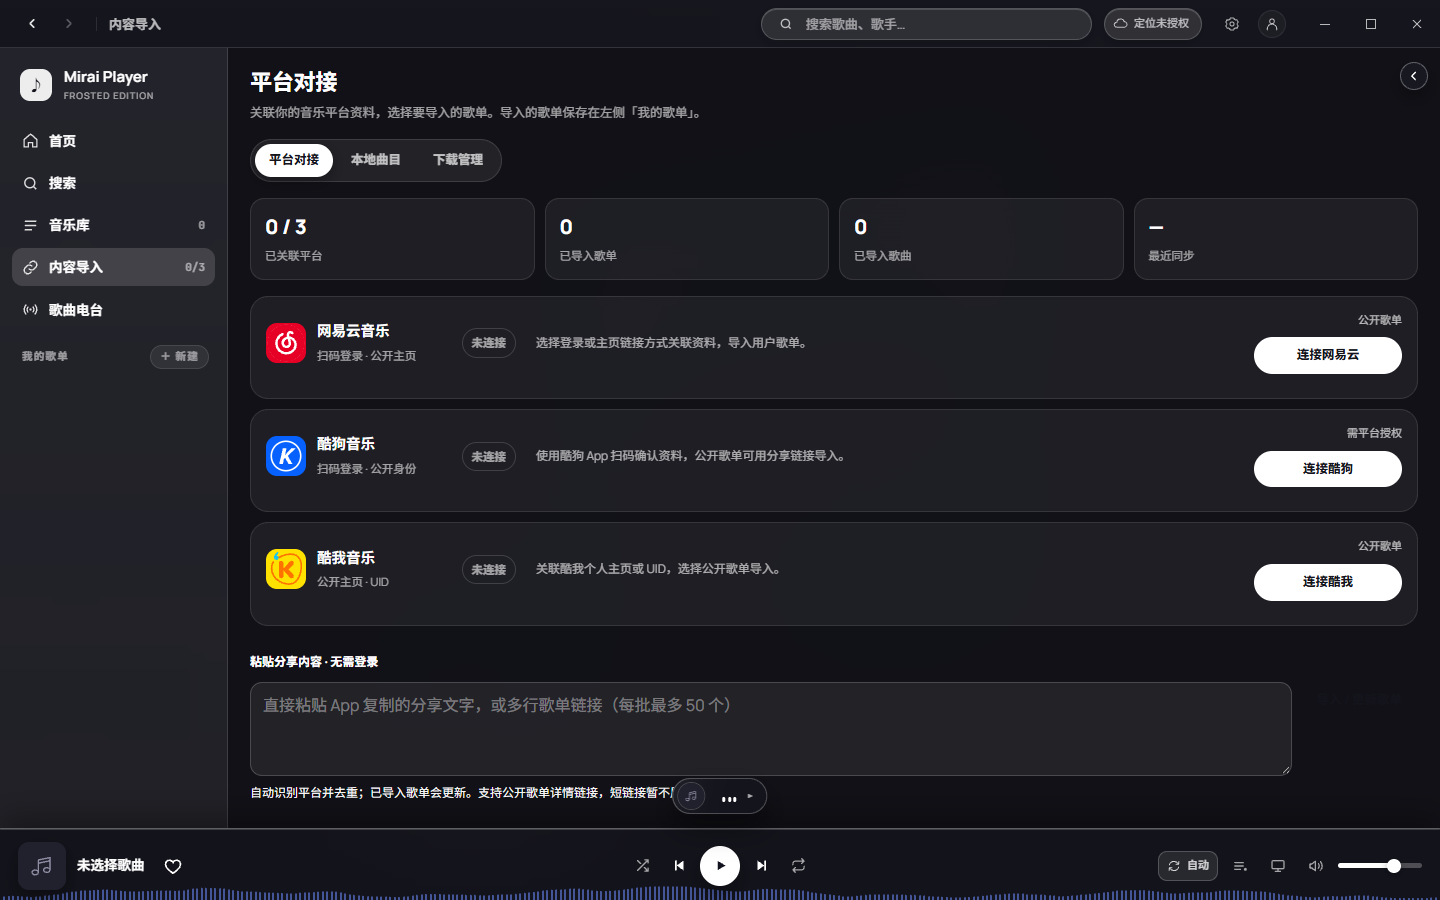 内容导入
搜索歌曲、歌手...
定位未授权
Mirai Player
FROSTED EDITION
首页
搜索
音乐库 0
内容导入 0/3
歌曲电台
我的歌单
+ 新建
平台对接
关联你的音乐平台资料，选择要导入的歌单。导入的歌单保存在左侧「我的歌单」。
平台对接 本地曲目 下载管理
0 / 3
已关联平台
0
已导入歌单
0
已导入歌曲
—
最近同步
网易云音乐
扫码登录 · 公开主页
未连接
选择登录或主页链接方式关联资料，导入用户歌单。
公开歌单
连接网易云
酷狗音乐
扫码登录 · 公开身份
未连接
使用酷狗 App 扫码确认资料，公开歌单可用分享链接导入。
需平台授权
连接酷狗
酷我音乐
公开主页 · UID
未连接
关联酷我个人主页或 UID，选择公开歌单导入。
公开歌单
连接酷我
粘贴分享内容 · 无需登录
直接粘贴 App 复制的分享文字，或多行歌单链接（每批最多 50 个）
自动识别平台并去重；已导入歌单会更新。支持公开歌单详情链接，短链接暂不
...
未选择歌曲
自动